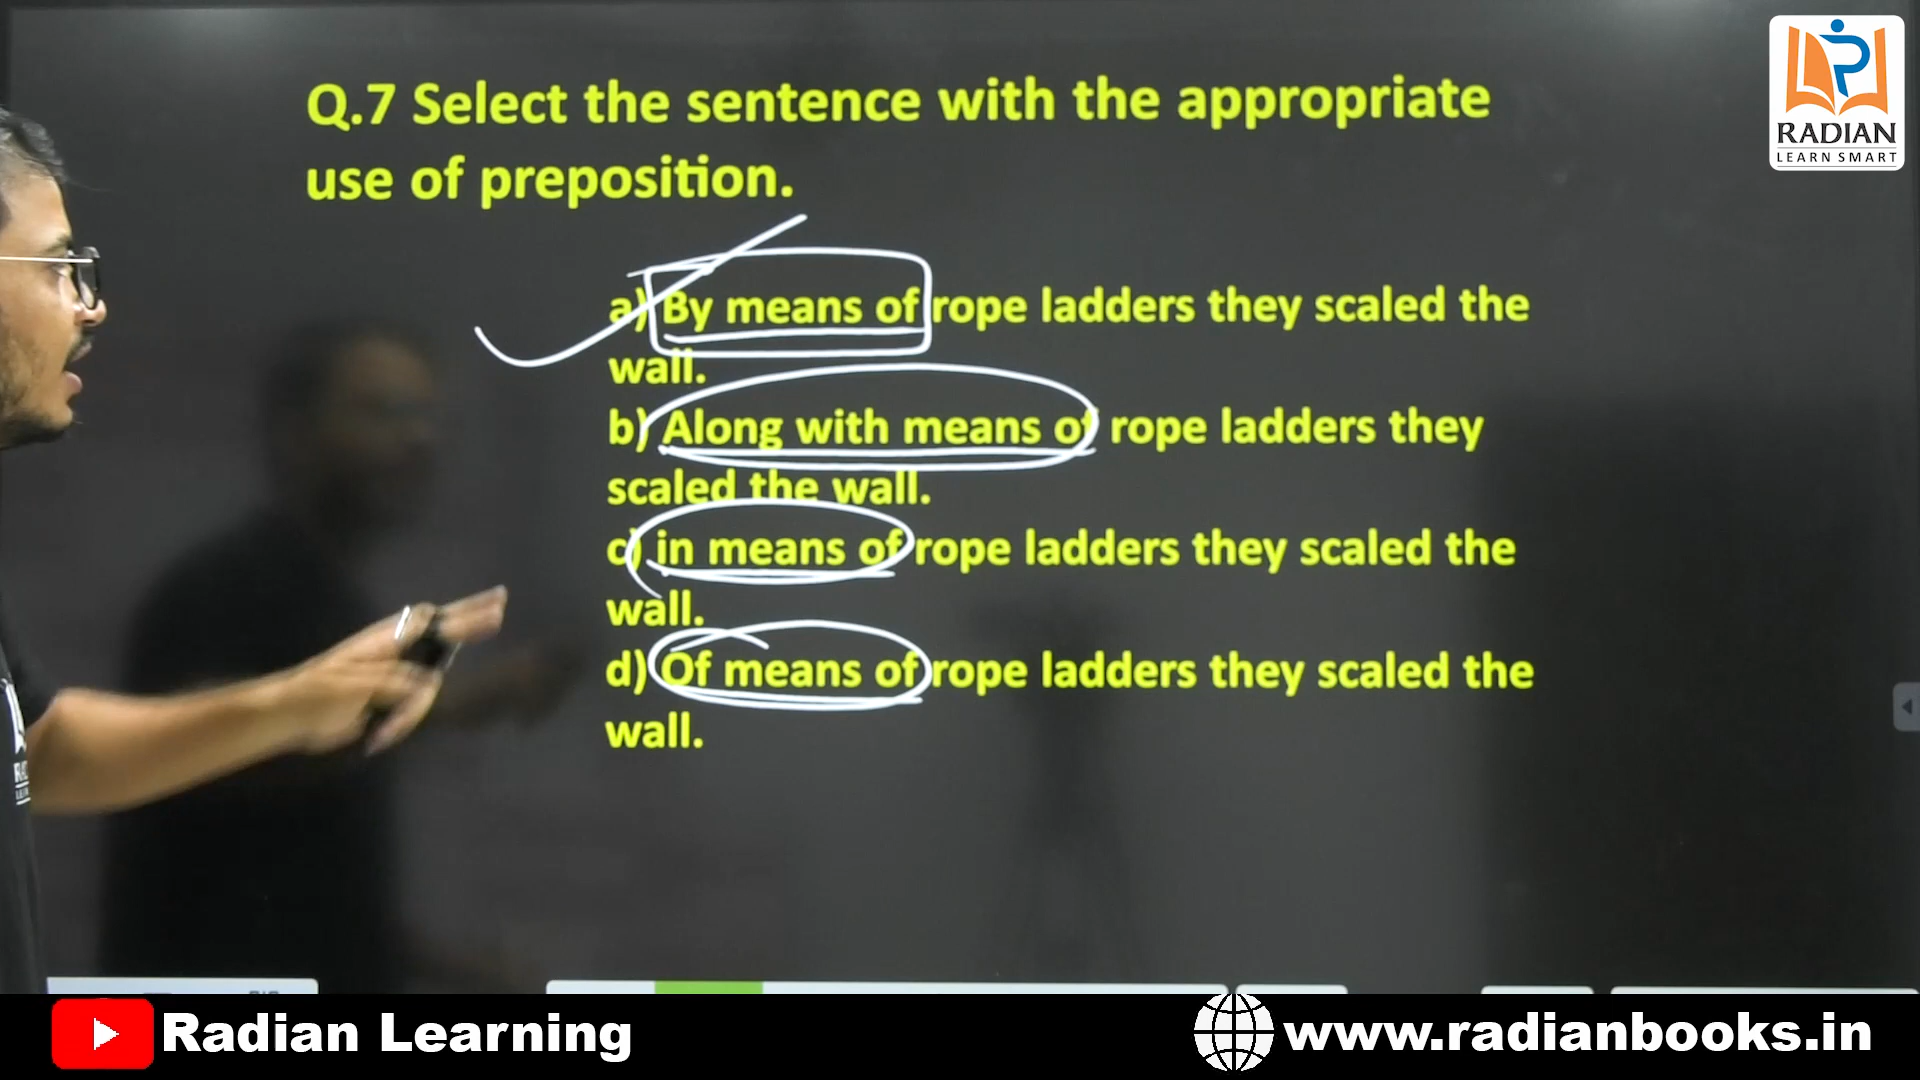 RADIAN
LEARN SMART
Q.7 Select the sentence with the appropriate
use of preposition.
a) By means of rope ladders they scaled the
wall.
b) Along with means of rope ladders they
scaled the wall.
c) in means of rope ladders they scaled the
wall.
d) Of means of rope ladders they scaled the
wall.
Radian Learning
www.radianbooks.in